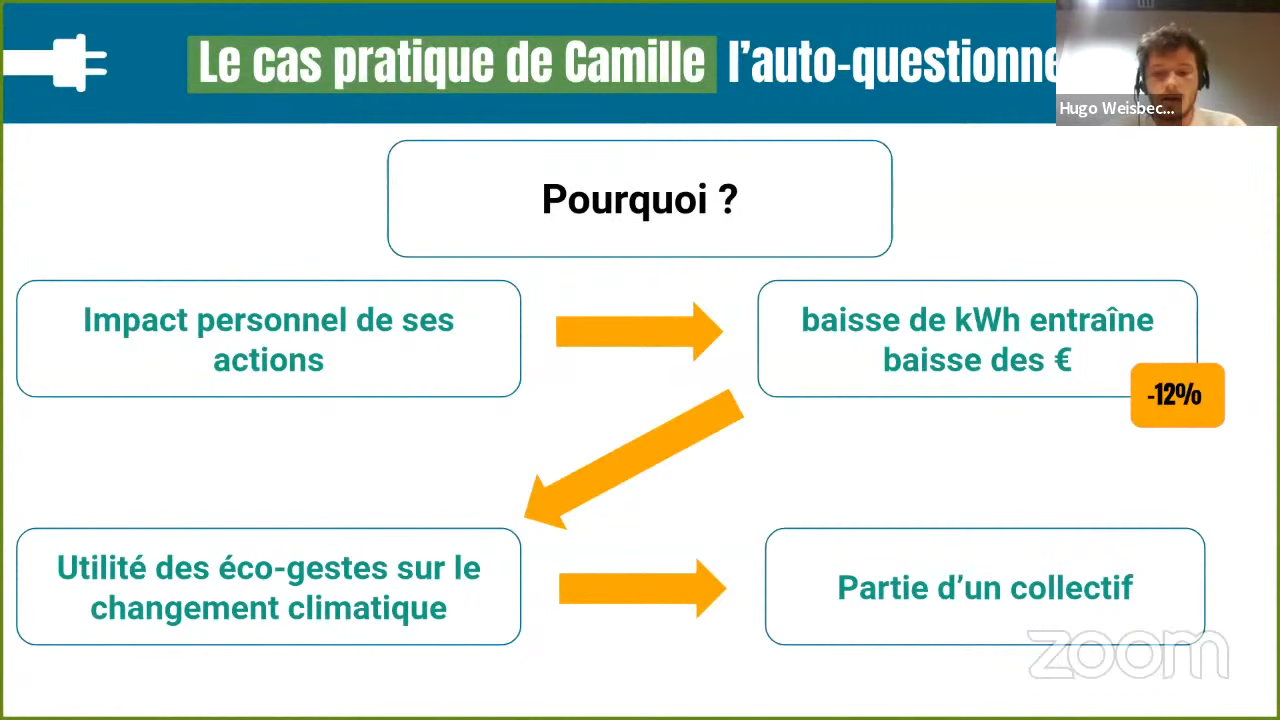 Le cas pratique de Camille l’auto-questionne
Hugo Weisbec...
Pourquoi ?
Impact personnel de ses
actions
baisse de kWh entraîne
baisse des €
-12%
Utilité des éco-gestes sur le
changement climatique
Partie d’un collectif
zoom